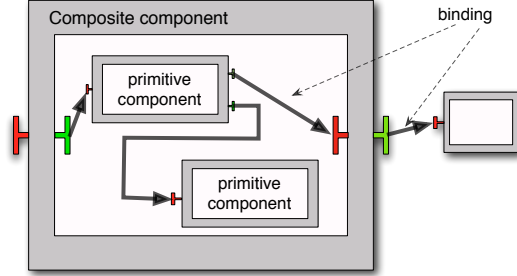 Composite component
binding
primitive
component
primitive
component